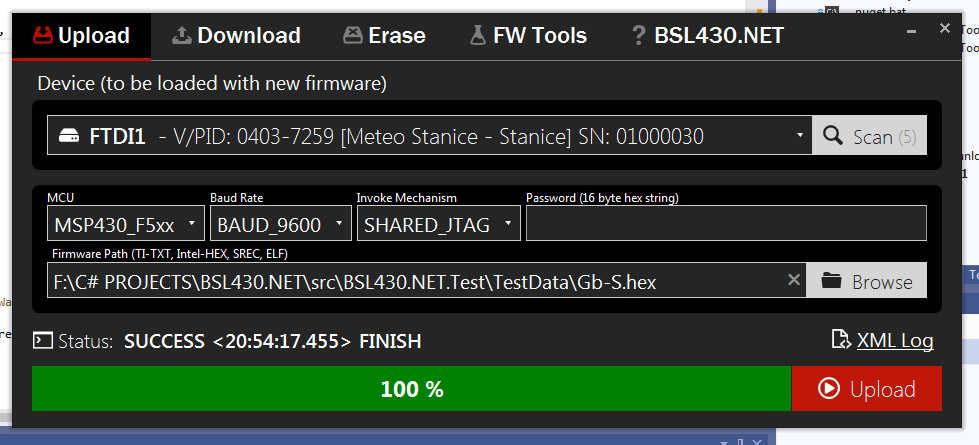 nuget.bat
Upload
Download
Erase
FW Tools
? BSL430.NET
Device (to be loaded with new firmware)
FTDI1 - V/PID: 0403-7259 [Meteo Stanice - Stanice] SN: 01000030
Scan (5)
MCU
Baud Rate
Invoke Mechanism
Password (16 byte hex string)
MSP430_F5xx
BAUD_9600
SHARED_JTAG
Firmware Path (TI-TXT, Intel-HEX, SREC, ELF)
F:\C# PROJECTS\BSL430.NET\src\BSL430.NET.Test\TestData\Gb-S.hex
Browse
Status: SUCCESS <20:54:17.455> FINISH
XML Log
100 %
Upload